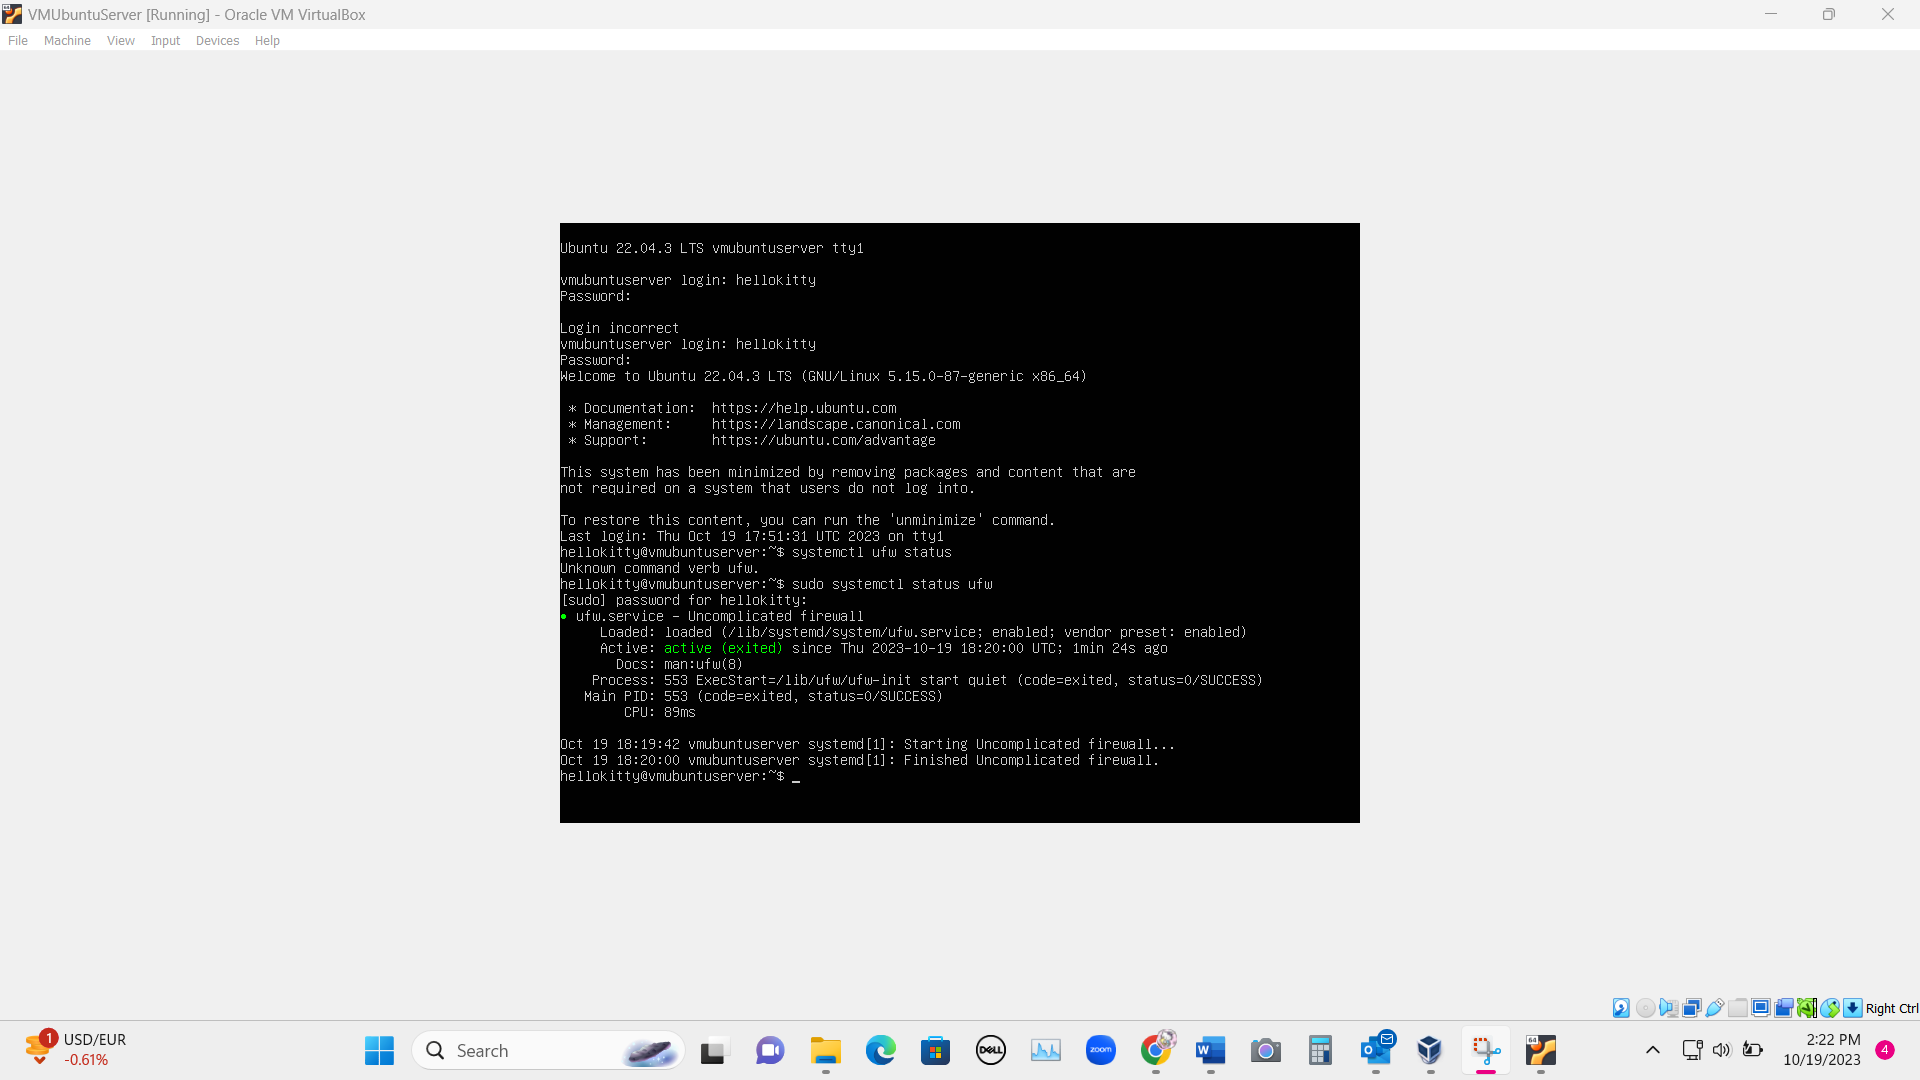 VMUbuntuServer [Running] - Oracle VM VirtualBox
File Machine View Input Devices Help
Ubuntu 22.04.3 LTS vmubuntuserver tty1
vmubuntuserver login: hellokitty
Password:
Login incorrect
vmubuntuserver login: hellokitty
Password:
Welcome to Ubuntu 22.04.3 LTS (GNU/Linux 5.15.0-87-generic x86_64)
* Documentation:  https://help.ubuntu.com
* Management:     https://landscape.canonical.com
* Support:        https://ubuntu.com/advantage
This system has been minimized by removing packages and content that are
not required on a system that users do not log into.
To restore this content, you can run the 'unminimize' command.
Last login: Thu Oct 19 17:51:31 UTC 2023 on tty1
hellokitty@vmubuntuserver:~$ systemctl ufw status
Unknown command verb ufw.
hellokitty@vmubuntuserver:~$ sudo systemctl status ufw
[sudo] password for hellokitty:
● ufw.service - Uncomplicated firewall
Loaded: loaded (/lib/systemd/system/ufw.service; enabled; vendor preset: enabled)
Active: active (exited) since Thu 2023-10-19 18:20:00 UTC; 1min 24s ago
Docs: man:ufw(8)
Process: 553 ExecStart=/lib/ufw/ufw-init start quiet (code=exited, status=0/SUCCESS)
Main PID: 553 (code=exited, status=0/SUCCESS)
CPU: 89ms
Oct 19 18:19:42 vmubuntuserver systemd[1]: Starting Uncomplicated firewall...
Oct 19 18:20:00 vmubuntuserver systemd[1]: Finished Uncomplicated firewall.
hellokitty@vmubuntuserver:~$ _
Right Ctrl
1 USD/EUR
-0.61%
Search
DELL
zoom
W
64
2:22 PM
10/19/2023
4